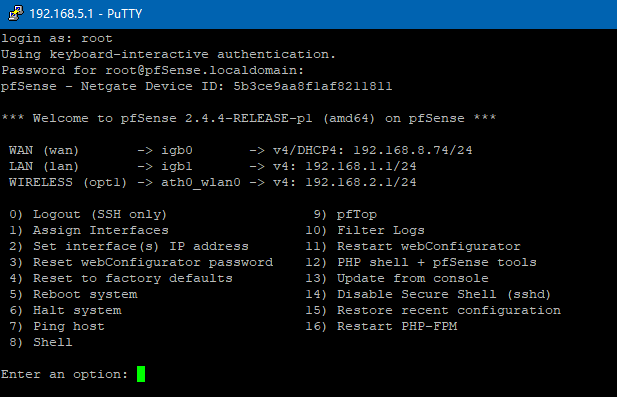 192.168.5.1 - PuTTY
login as: root
Using keyboard-interactive authentication.
Password for root@pfSense.localdomain:
pfSense - Netgate Device ID: 5b3ce9aa8f1af8211811
*** Welcome to pfSense 2.4.4-RELEASE-p1 (amd64) on pfSense ***
WAN (wan) -> igb0 -> v4/DHCP4: 192.168.8.74/24
LAN (lan) -> igb1 -> v4: 192.168.1.1/24
WIRELESS (opt1) -> ath0_wlan0 -> v4: 192.168.2.1/24
0) Logout (SSH only) 9) pfTop
1) Assign Interfaces 10) Filter Logs
2) Set interface(s) IP address 11) Restart webConfigurator
3) Reset webConfigurator password 12) PHP shell + pfSense tools
4) Reset to factory defaults 13) Update from console
5) Reboot system 14) Disable Secure Shell (sshd)
6) Halt system 15) Restore recent configuration
7) Ping host 16) Restart PHP-FPM
8) Shell
Enter an option: